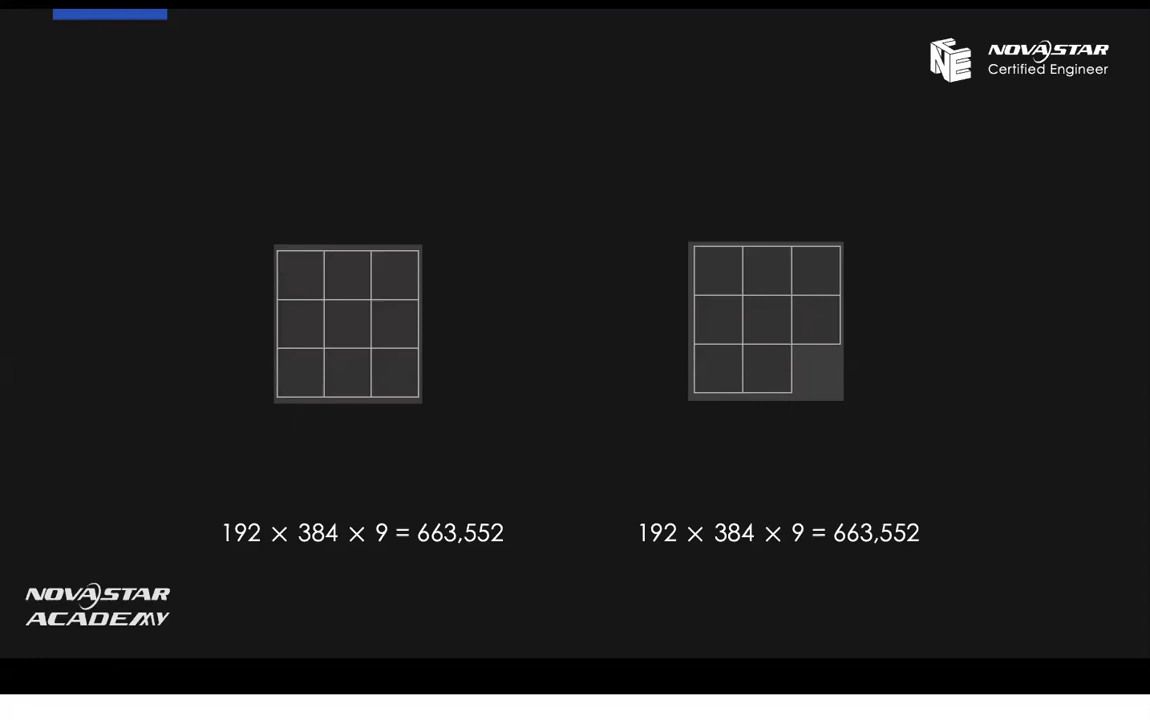 NOVASTAR
Certified Engineer
192 × 384 × 9 = 663,552
192 × 384 × 9 = 663,552
NOVASTAR
ACADEMY